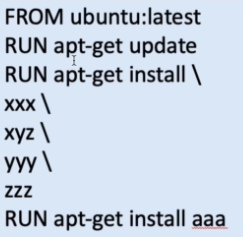 FROM ubuntu:latest
RUN apt-get update
RUN apt-get install \
xxx \
xyz \
yyy \
zzz
RUN apt-get install aaa